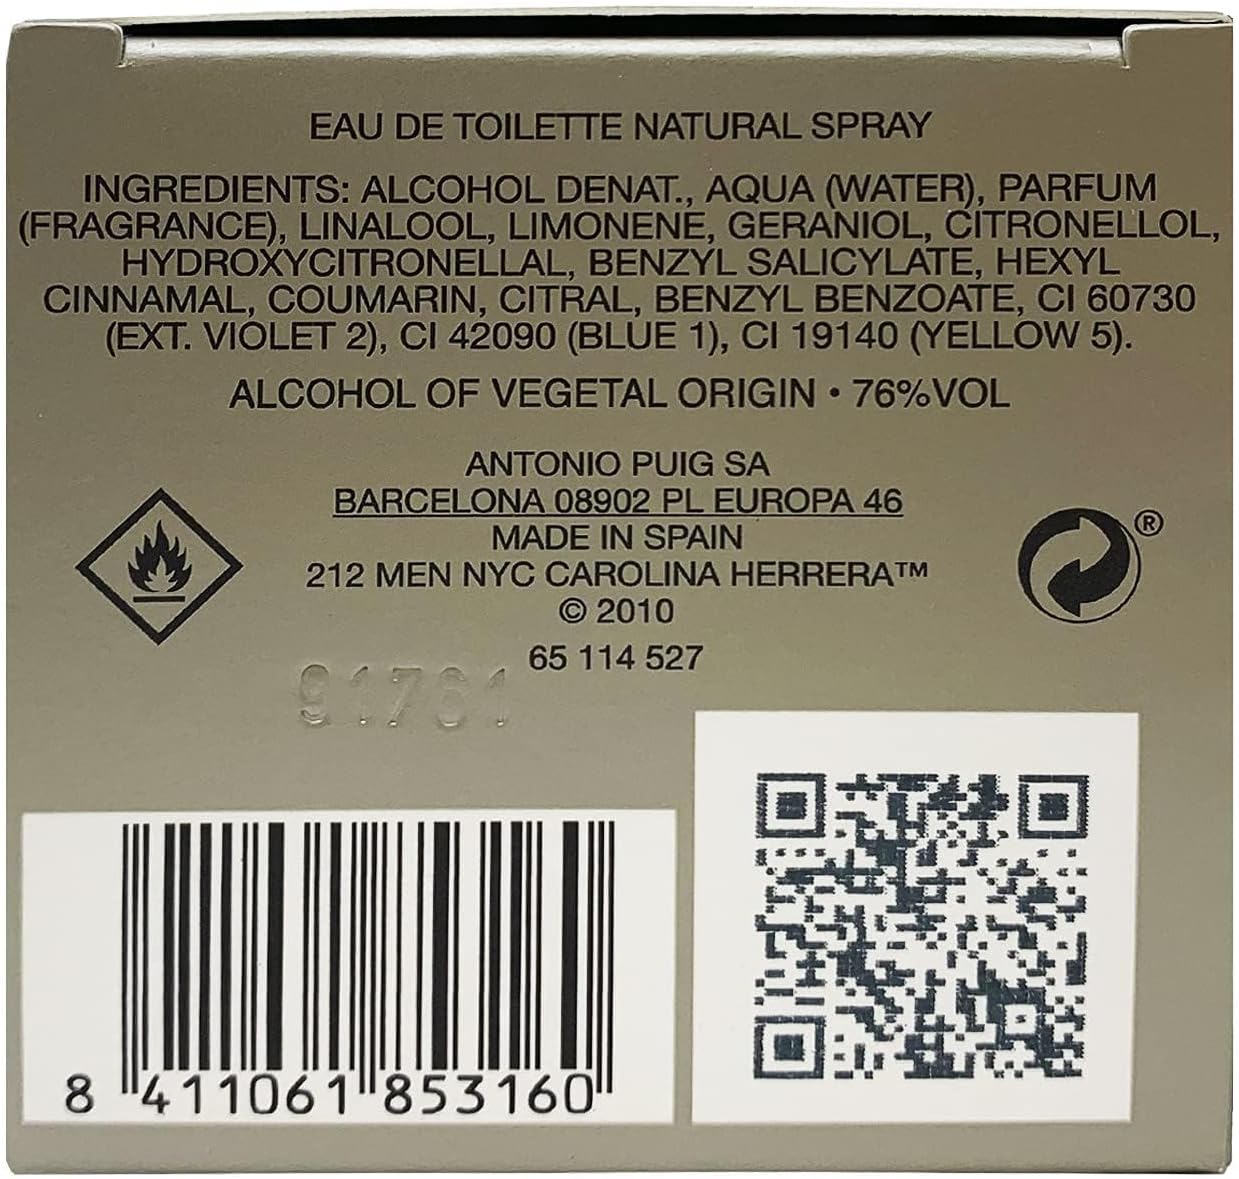 EAU DE TOILETTE NATURAL SPRAY
INGREDIENTS: ALCOHOL DENAT., AQUA (WATER), PARFUM
(FRAGRANCE), LINALOOL, LIMONENE, GERANIOL, CITRONELLOL,
HYDROXYCITRONELLAL, BENZYL SALICYLATE, HEXYL
CINNAMAL, COUMARIN, CITRAL, BENZYL BENZOATE, CI 60730
(EXT. VIOLET 2), CI 42090 (BLUE 1), CI 19140 (YELLOW 5).
ALCOHOL OF VEGETAL ORIGIN • 76%VOL
ANTONIO PUIG SA
BARCELONA 08902 PL EUROPA 46
MADE IN SPAIN
212 MEN NYC CAROLINA HERRERA™
© 2010
®
65 114 527
91761
8 411061 853160